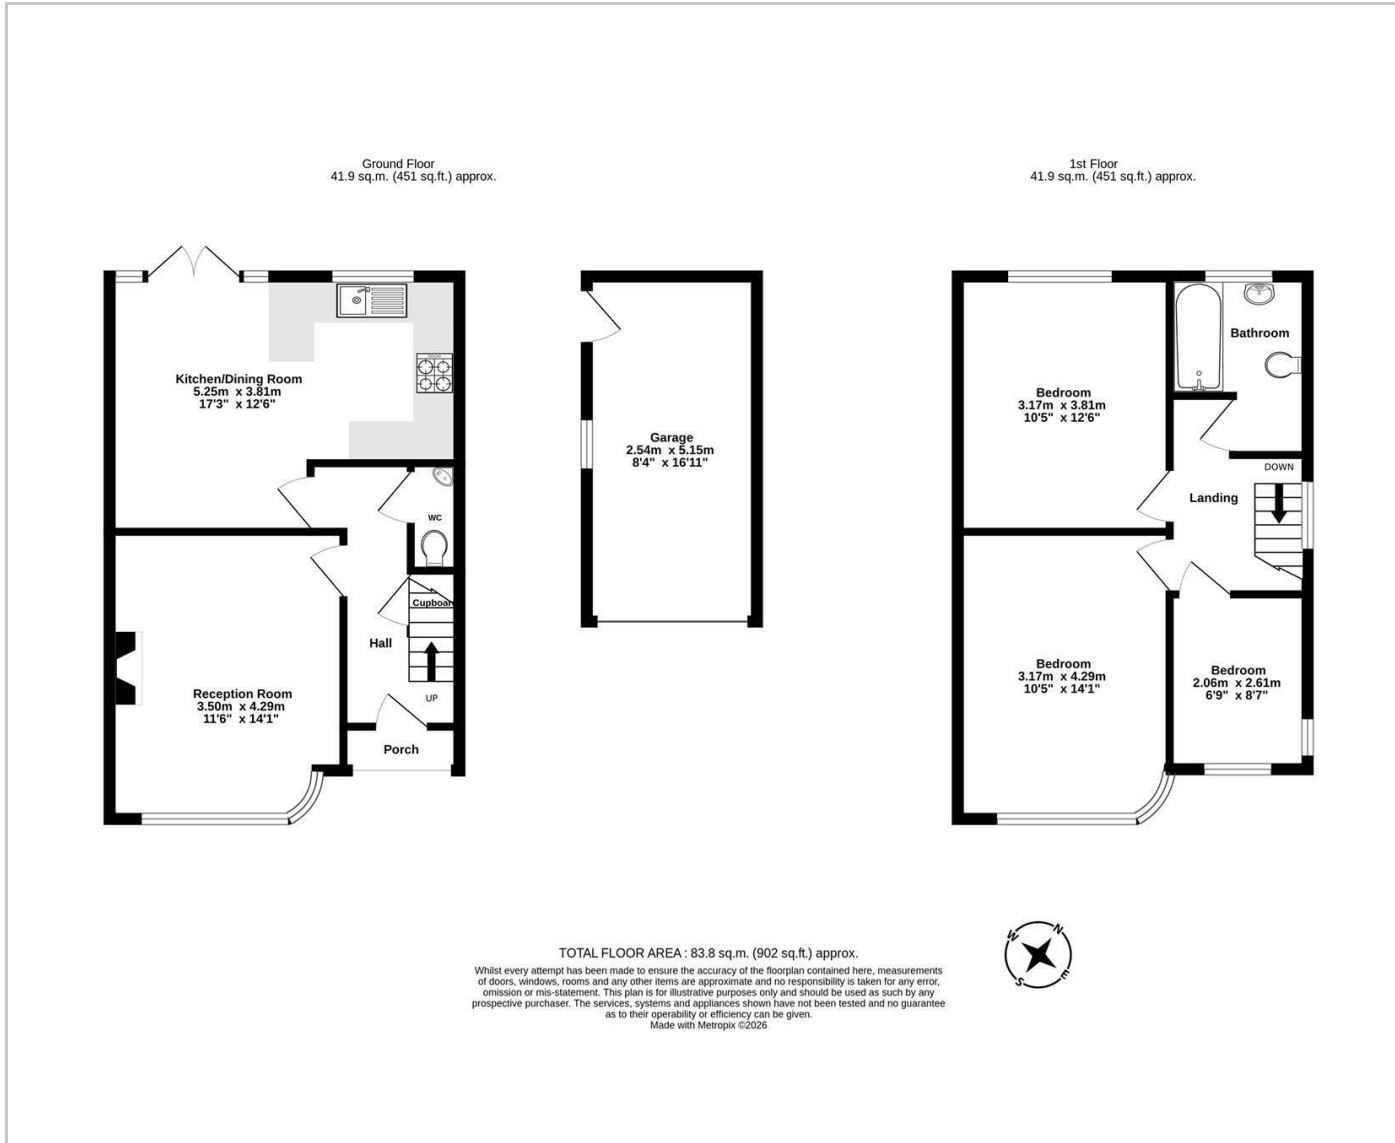 Ground Floor
41.9 sq.m. (451 sq.ft.) approx.
1st Floor
41.9 sq.m. (451 sq.ft.) approx.
Kitchen/Dining Room
5.25m x 3.81m
17'3" x 12'6"
WC
Cupboar
Hall
UP
Reception Room
3.50m x 4.29m
11'6" x 14'1"
Porch
Garage
2.54m x 5.15m
8'4" x 16'11"
Bathroom
Bedroom
3.17m x 3.81m
10'5" x 12'6"
DOWN
Landing
Bedroom
3.17m x 4.29m
10'5" x 14'1"
Bedroom
2.06m x 2.61m
6'9" x 8'7"
N
E
S
W
TOTAL FLOOR AREA : 83.8 sq.m. (902 sq.ft.) approx.
Whilst every attempt has been made to ensure the accuracy of the floorplan contained here, measurements
of doors, windows, rooms and any other items are approximate and no responsibility is taken for any error,
omission or mis-statement. This plan is for illustrative purposes only and should be used as such by any
prospective purchaser. The services, systems and appliances shown have not been tested and no guarantee
as to their operability or efficiency can be given.
Made with Metropix ©2026